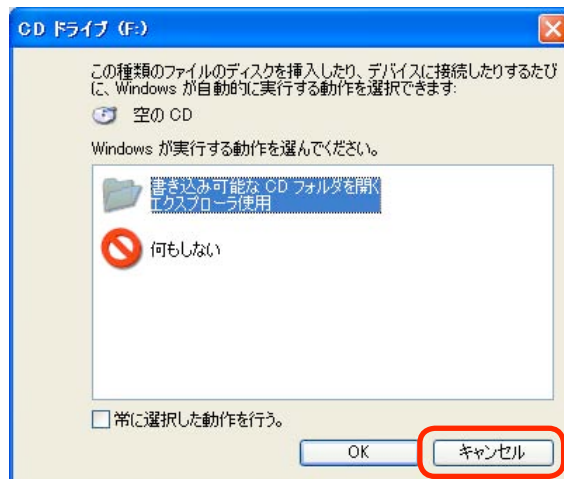 CD ドライブ (F:)
この種類のファイルのディスクを挿入したり、デバイスに接続したりするたび
に、Windows が自動的に実行する動作を選択できます:
空の CD
Windows が実行する動作を選んでください。
書き込み可能な CD フォルダを開く
エクスプローラ使用
何もしない
常に選択した動作を行う。
OK
キャンセル